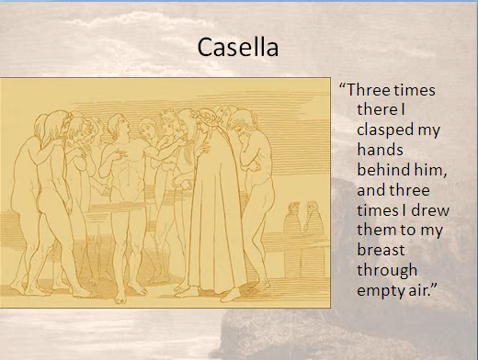 Casella
“Three times
there I
clasped my
hands
behind him,
and three
times I drew
them to my
breast
through
empty air.”